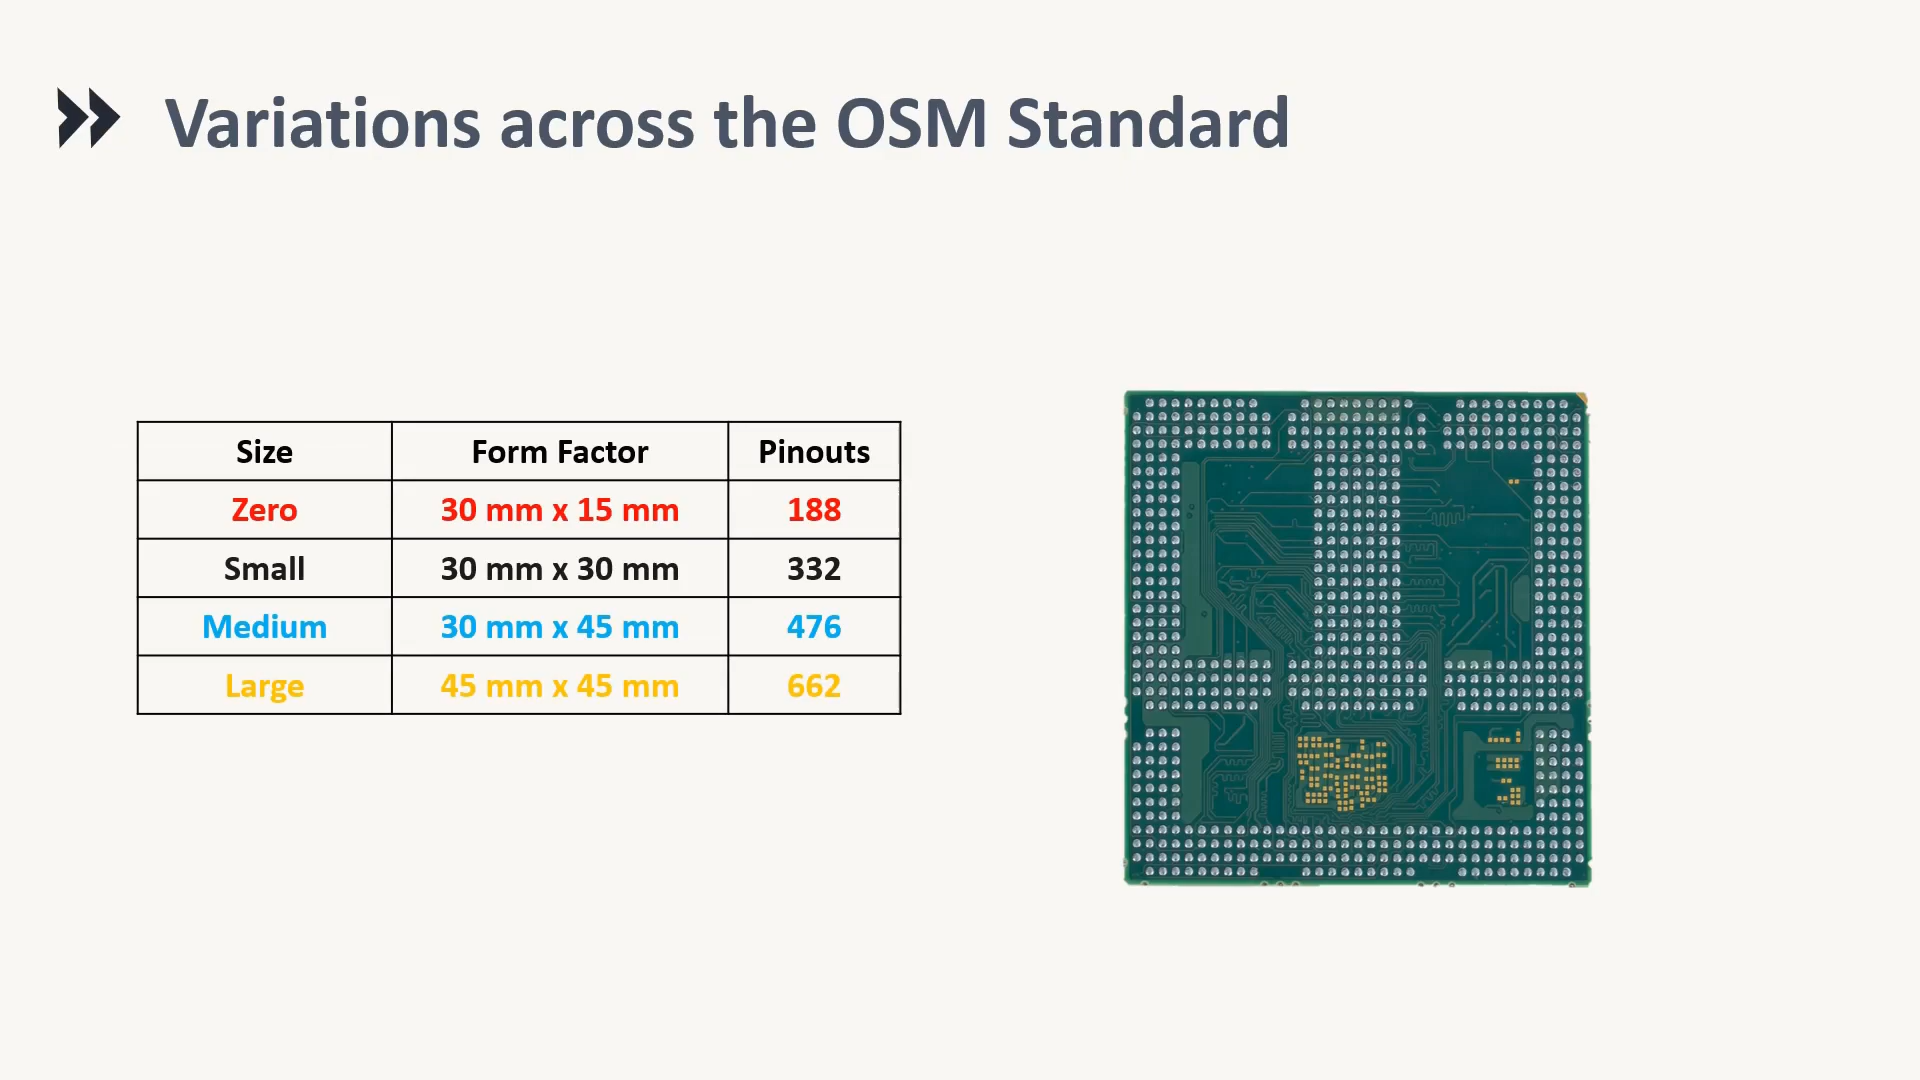 Variations across the OSM Standard
Size Form Factor Pinouts
Zero 30 mm x 15 mm 188
Small 30 mm x 30 mm 332
Medium 30 mm x 45 mm 476
Large 45 mm x 45 mm 662